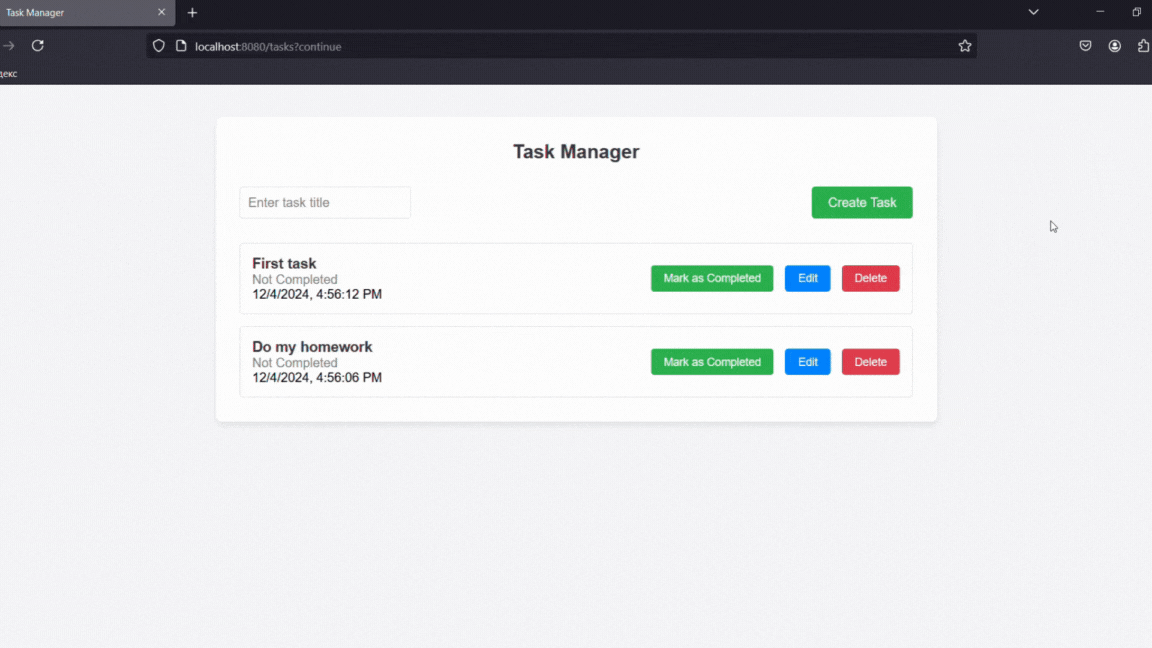 Task Manager
localhost:8080/tasks?continue
декс
Task Manager
Enter task title
Create Task
First task
Not Completed
12/4/2024, 4:56:12 PM
Mark as Completed
Edit
Delete
Do my homework
Not Completed
12/4/2024, 4:56:06 PM
Mark as Completed
Edit
Delete